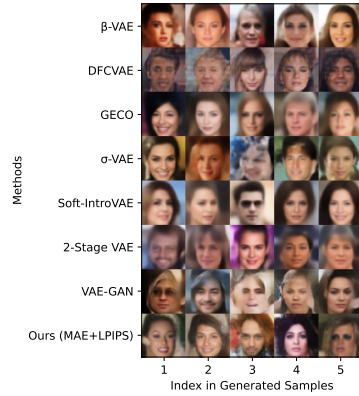 Methods
β-VAE
DFCVAE
GECO
σ-VAE
Soft-IntroVAE
2-Stage VAE
VAE-GAN
Ours (MAE+LPIPS)
1 2 3 4 5
Index in Generated Samples